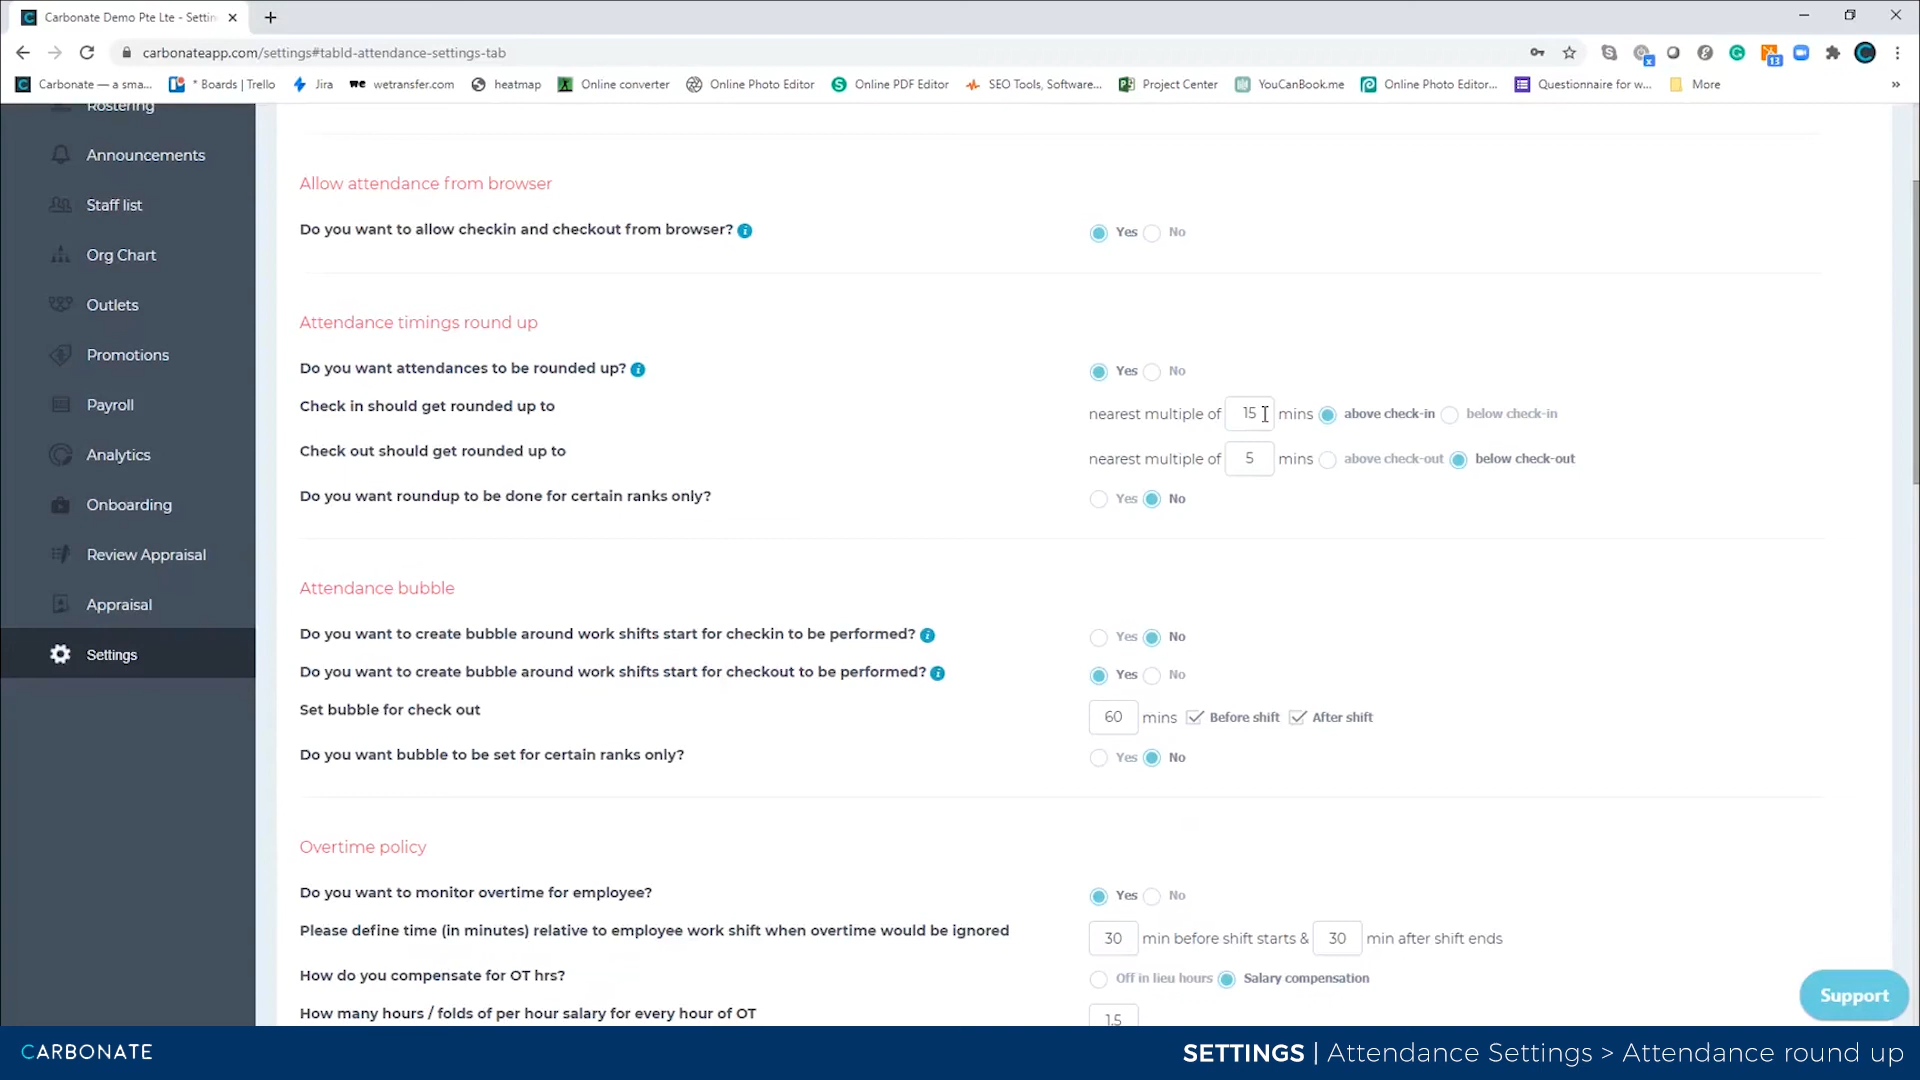 Carbonate Demo Pte Lte - Settin
carbonateapp.com/settings#tabId-attendance-settings-tab
13
Carbonate — a sma...
* Boards | Trello
Jira
we wetransfer.com
heatmap
Online converter
Online Photo Editor
Online PDF Editor
SEO Tools, Software...
Project Center
YouCanBook.me
Online Photo Editor...
Questionnaire for w...
More
Rostering
Announcements
Staff list
Org Chart
Outlets
Promotions
Payroll
Analytics
Onboarding
Review Appraisal
Appraisal
Settings
Allow attendance from browser
Do you want to allow checkin and checkout from browser? Yes No
Attendance timings round up
Do you want attendances to be rounded up? Yes No
Check in should get rounded up to nearest multiple of 15 mins above check-in below check-in
Check out should get rounded up to nearest multiple of 5 mins above check-out below check-out
Do you want roundup to be done for certain ranks only? Yes No
Attendance bubble
Do you want to create bubble around work shifts start for checkin to be performed? Yes No
Do you want to create bubble around work shifts start for checkout to be performed? Yes No
Set bubble for check out 60 mins Before shift After shift
Do you want bubble to be set for certain ranks only? Yes No
Overtime policy
Do you want to monitor overtime for employee? Yes No
Please define time (in minutes) relative to employee work shift when overtime would be ignored 30 min before shift starts & 30 min after shift ends
How do you compensate for OT hrs? Off in lieu hours Salary compensation
How many hours / folds of per hour salary for every hour of OT 1.5
Support
CARBONATE
SETTINGS | Attendance Settings > Attendance round up